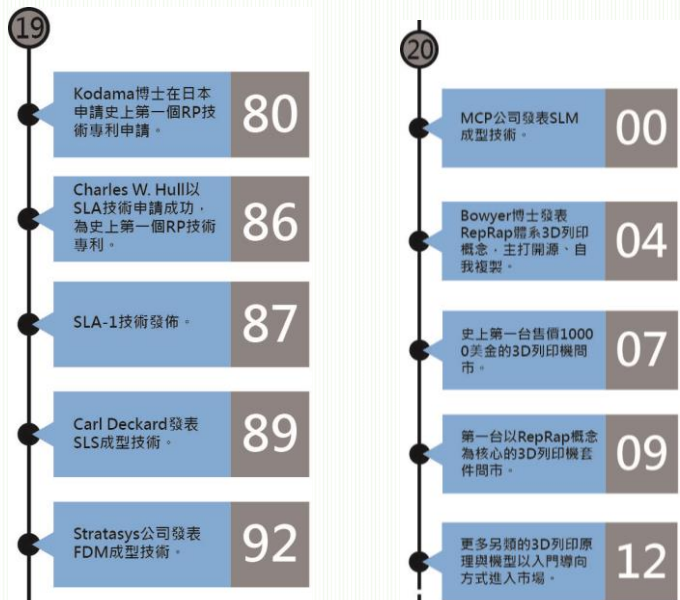 19
Kodama博士在日本
申請史上第一個RP技
術專利申請。
80
Charles W. Hull以
SLA技術申請成功，
為史上第一個RP技術
專利。
86
SLA-1技術發佈。
87
Carl Deckard發表
SLS成型技術。
89
Stratasys公司發表
FDM成型技術。
92
20
MCP公司發表SLM
成型技術。
00
Bowyer博士發表
RepRap體系3D列印
概念，主打開源、自
我複製。
04
史上第一台售價1000
0美金的3D列印機問
市。
07
第一台以RepRap概念
為核心的3D列印機套
件問市。
09
更多另類的3D列印原
理與機型以入門導向
方式進入市場。
12